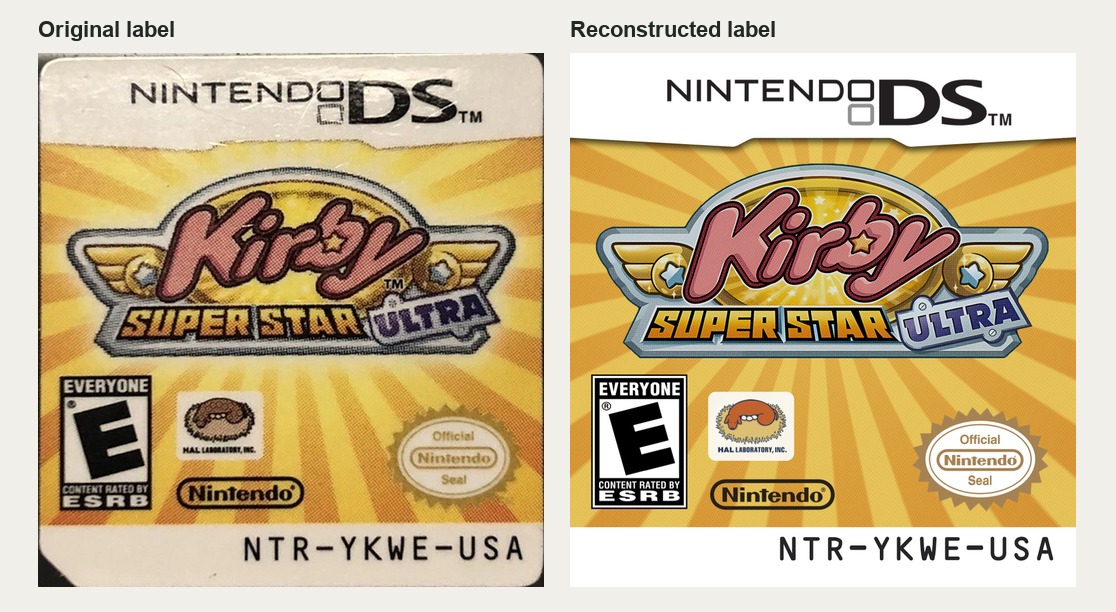 Original label
NINTENDO DS TM
Kirby TM
SUPER STAR ULTRA
EVERYONE
E ®
CONTENT RATED BY
ESRB
HAL LABORATORY, INC.
Nintendo®
Official
Nintendo
Seal
NTR-YKWE-USA
Reconstructed label
NINTENDO DS TM
Kirby
SUPER STAR ULTRA
EVERYONE
E ®
CONTENT RATED BY
ESRB
HAL LABORATORY, INC.
Nintendo®
Official
Nintendo®
Seal
NTR-YKWE-USA